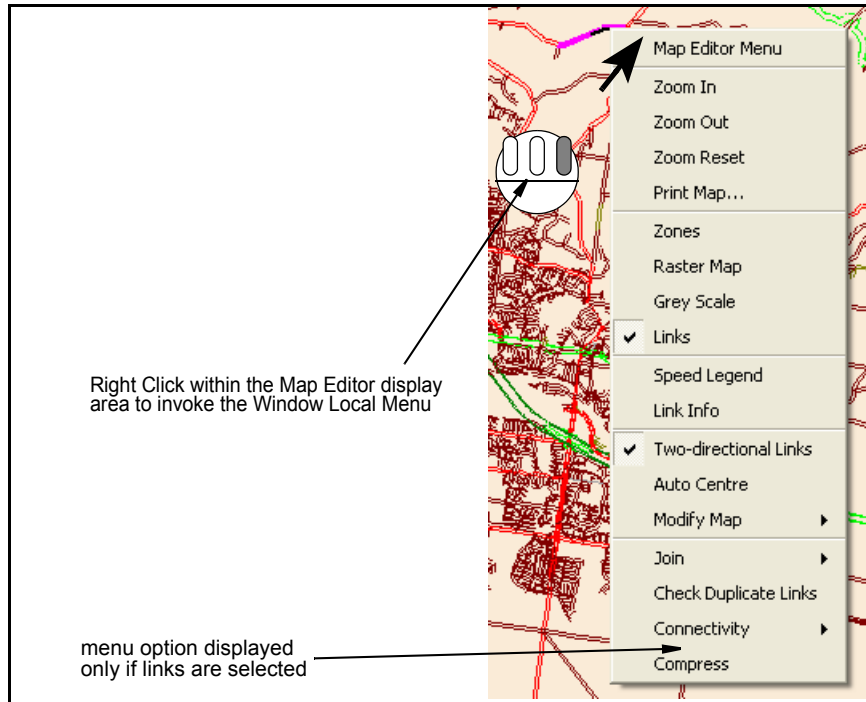 Map Editor Menu
Zoom In
Zoom Out
Zoom Reset
Print Map...
Zones
Raster Map
Grey Scale
Links
Speed Legend
Link Info
Two-directional Links
Auto Centre
Modify Map
Join
Check Duplicate Links
Connectivity
Compress
Right Click within the Map Editor display
area to invoke the Window Local Menu
menu option displayed
only if links are selected